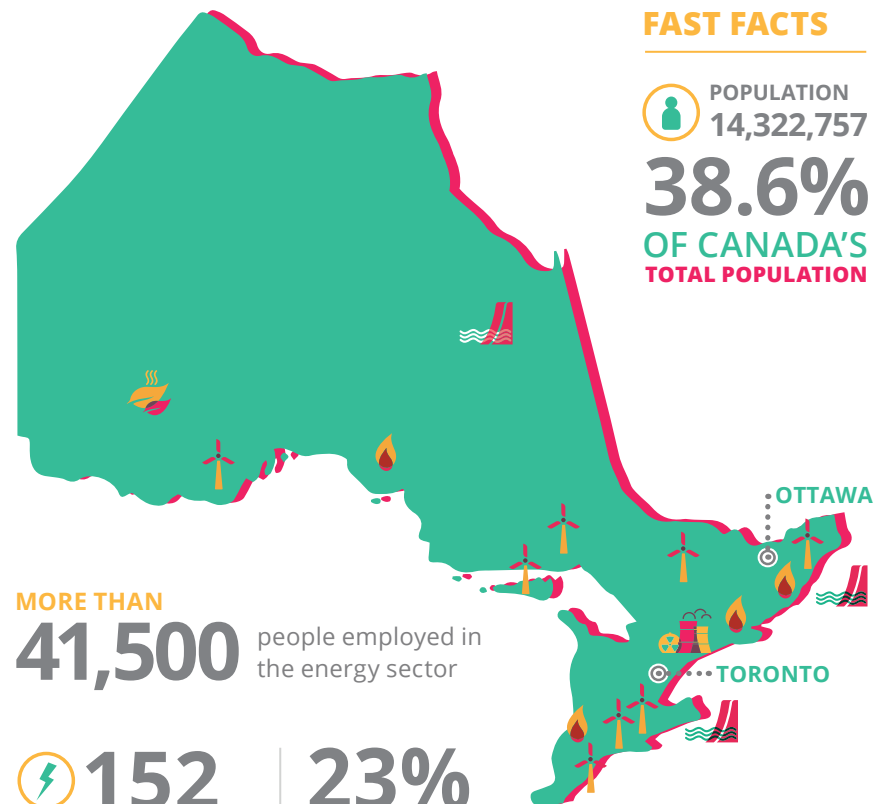 FAST FACTS
POPULATION
14,322,757
38.6%
OF CANADA'S
TOTAL POPULATION
OTTAWA
TORONTO
MORE THAN
41,500
people employed in
the energy sector
152
23%